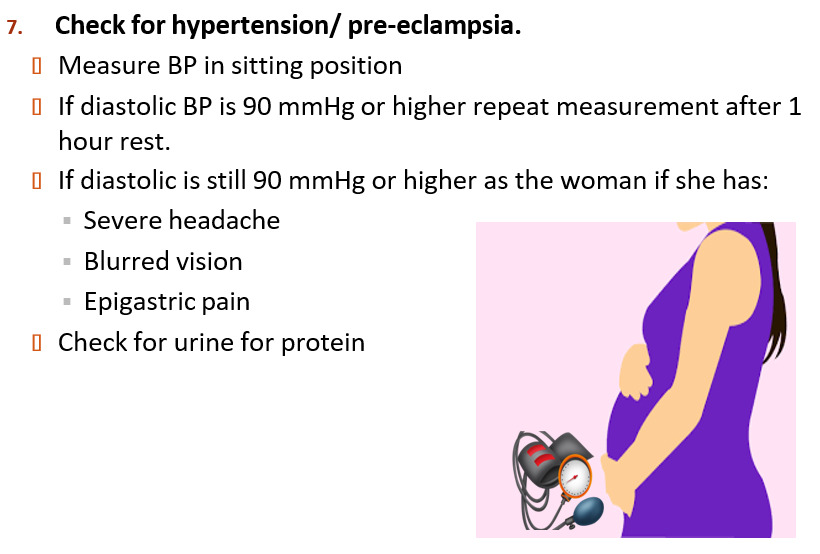 7. Check for hypertension/ pre-eclampsia.
Measure BP in sitting position
If diastolic BP is 90 mmHg or higher repeat measurement after 1
hour rest.
If diastolic is still 90 mmHg or higher as the woman if she has:
Severe headache
Blurred vision
Epigastric pain
Check for urine for protein